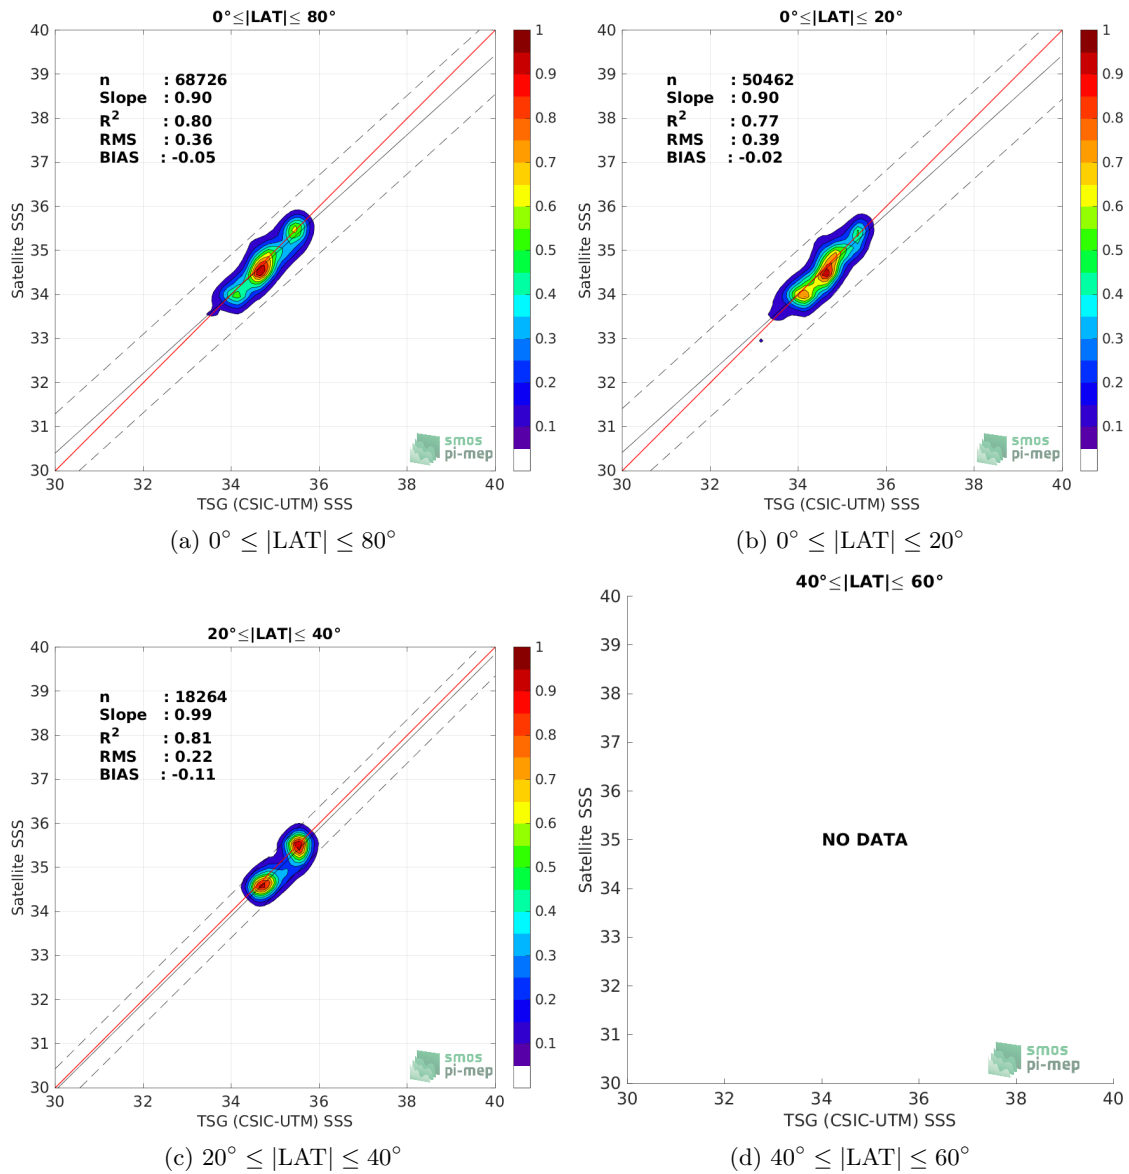 0°≤|LAT|≤ 80°
40
39
38
37
36
35
34
33
32
31
30
Satellite SSS
n : 68726
Slope : 0.90
R2 : 0.80
RMS : 0.36
BIAS : -0.05
smos
pi-mep
30 32 34 36 38 40
TSG (CSIC-UTM) SSS
1
0.9
0.8
0.7
0.6
0.5
0.4
0.3
0.2
0.1
(a) 0° ≤ |LAT| ≤ 80°
0°≤|LAT|≤ 20°
40
39
38
37
36
35
34
33
32
31
30
Satellite SSS
n : 50462
Slope : 0.90
R2 : 0.77
RMS : 0.39
BIAS : -0.02
smos
pi-mep
30 32 34 36 38 40
TSG (CSIC-UTM) SSS
1
0.9
0.8
0.7
0.6
0.5
0.4
0.3
0.2
0.1
(b) 0° ≤ |LAT| ≤ 20°
20°≤|LAT|≤ 40°
40
39
38
37
36
35
34
33
32
31
30
Satellite SSS
n : 18264
Slope : 0.99
R2 : 0.81
RMS : 0.22
BIAS : -0.11
smos
pi-mep
30 32 34 36 38 40
TSG (CSIC-UTM) SSS
1
0.9
0.8
0.7
0.6
0.5
0.4
0.3
0.2
0.1
(c) 20° ≤ |LAT| ≤ 40°
40°≤|LAT|≤ 60°
40
39
38
37
36
35
34
33
32
31
30
Satellite SSS
NO DATA
smos
pi-mep
30 32 34 36 38 40
TSG (CSIC-UTM) SSS
(d) 40° ≤ |LAT| ≤ 60°